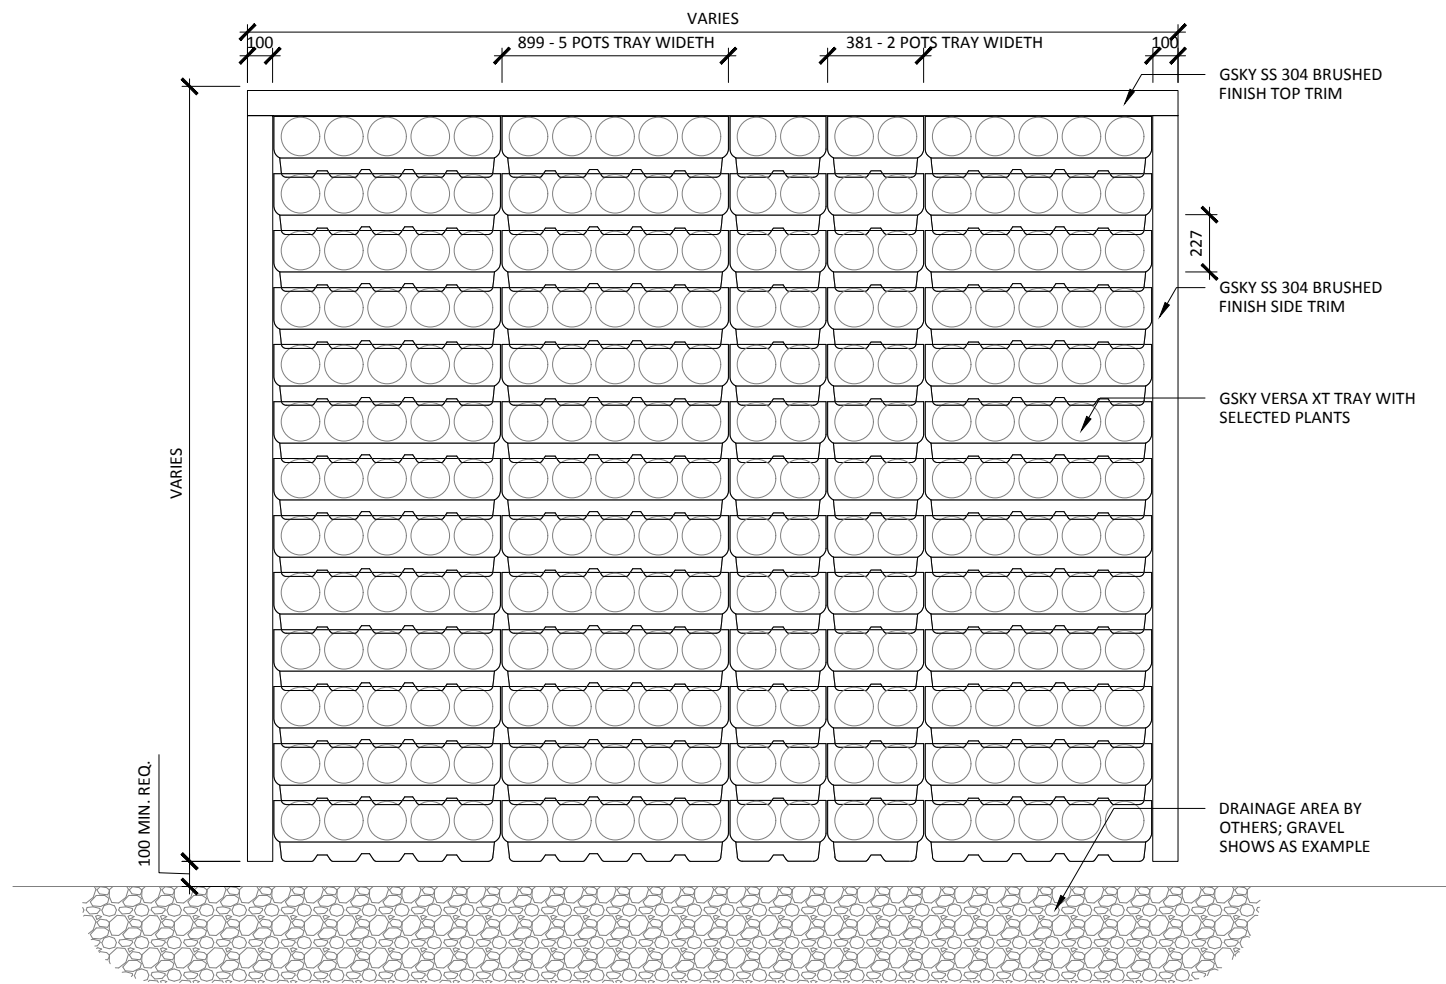 VARIES
100
899 - 5 POTS TRAY WIDETH
381 - 2 POTS TRAY WIDETH
100
GSKY SS 304 BRUSHED
FINISH TOP TRIM
227
GSKY SS 304 BRUSHED
FINISH SIDE TRIM
GSKY VERSA XT TRAY WITH
SELECTED PLANTS
VARIES
100 MIN. REQ.
DRAINAGE AREA BY
OTHERS; GRAVEL
SHOWS AS EXAMPLE